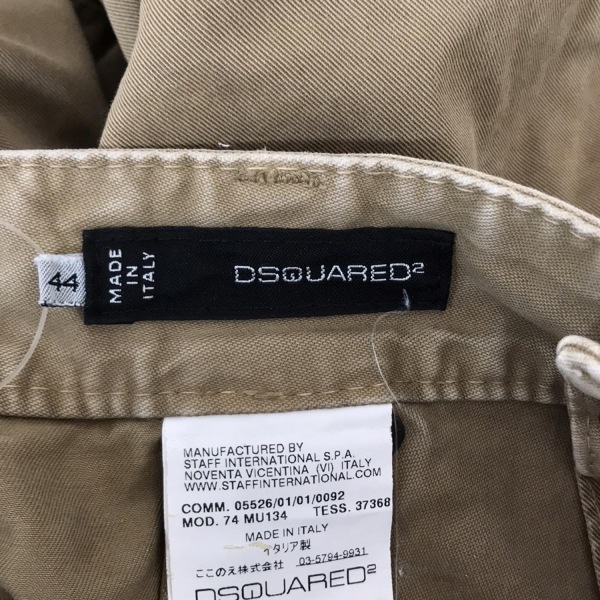 44
MADE
IN
ITALY
DSQUARED2
MANUFACTURED BY
STAFF INTERNATIONAL S.P.A.
NOVENTA VICENTINA (VI) ITALY
WWW.STAFFINTERNATIONAL.COM
COMM. 05526/01/01/0092
MOD. 74 MU134 TESS. 37368
MADE IN ITALY
イタリア製
ここのえ株式会社 03-5794-9931
DSQUARED2